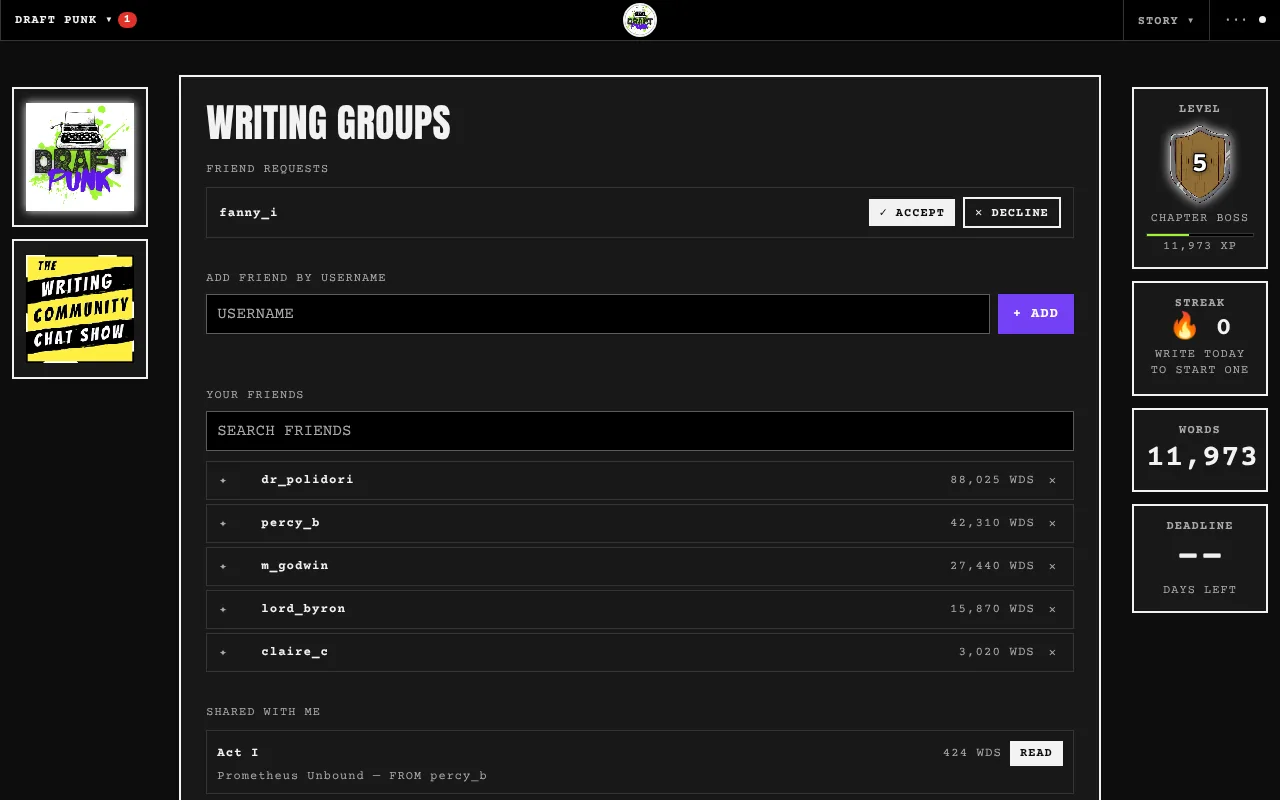 DRAFT PUNK ▾ 1
DRAFT PUNK
STORY ▾
···
DRAFT
PUNK
THE
WRITING
COMMUNITY
CHAT SHOW
WRITING GROUPS
FRIEND REQUESTS
fanny_i
✓ ACCEPT
× DECLINE
ADD FRIEND BY USERNAME
USERNAME
+ ADD
YOUR FRIENDS
SEARCH FRIENDS
✦ dr_polidori 88,025 WDS ×
✦ percy_b 42,310 WDS ×
✦ m_godwin 27,440 WDS ×
✦ lord_byron 15,870 WDS ×
✦ claire_c 3,020 WDS ×
SHARED WITH ME
Act I 424 WDS READ
Prometheus Unbound — FROM percy_b
LEVEL
5
CHAPTER BOSS
11,973 XP
STREAK
🔥 0
WRITE TODAY
TO START ONE
WORDS
11,973
DEADLINE
——
DAYS LEFT